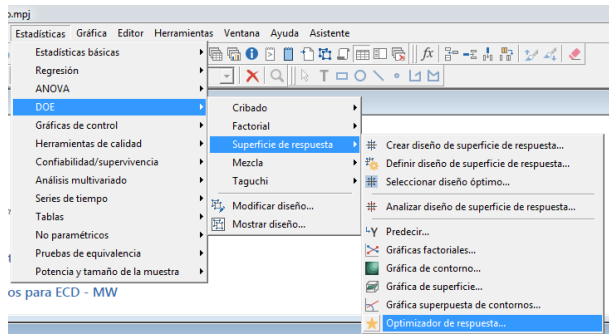 o.mpj
Estadísticas Gráfica Editor Herramientas Ventana Ayuda Asistente
Estadísticas básicas
Regresión
ANOVA
DOE
Gráficas de control
Herramientas de calidad
Confiabilidad/supervivencia
Análisis multivariado
Series de tiempo
Tablas
No paramétricos
Pruebas de equivalencia
Potencia y tamaño de la muestra
Cribado
Factorial
Superficie de respuesta
Mezcla
Taguchi
Modificar diseño...
Mostrar diseño...
Crear diseño de superficie de respuesta...
Definir diseño de superficie de respuesta...
Seleccionar diseño óptimo...
Analizar diseño de superficie de respuesta...
Predecir...
Gráficas factoriales...
Gráfica de contorno...
Gráfica de superficie...
Gráfica superpuesta de contornos...
Optimizador de respuesta...
os para ECD - MW